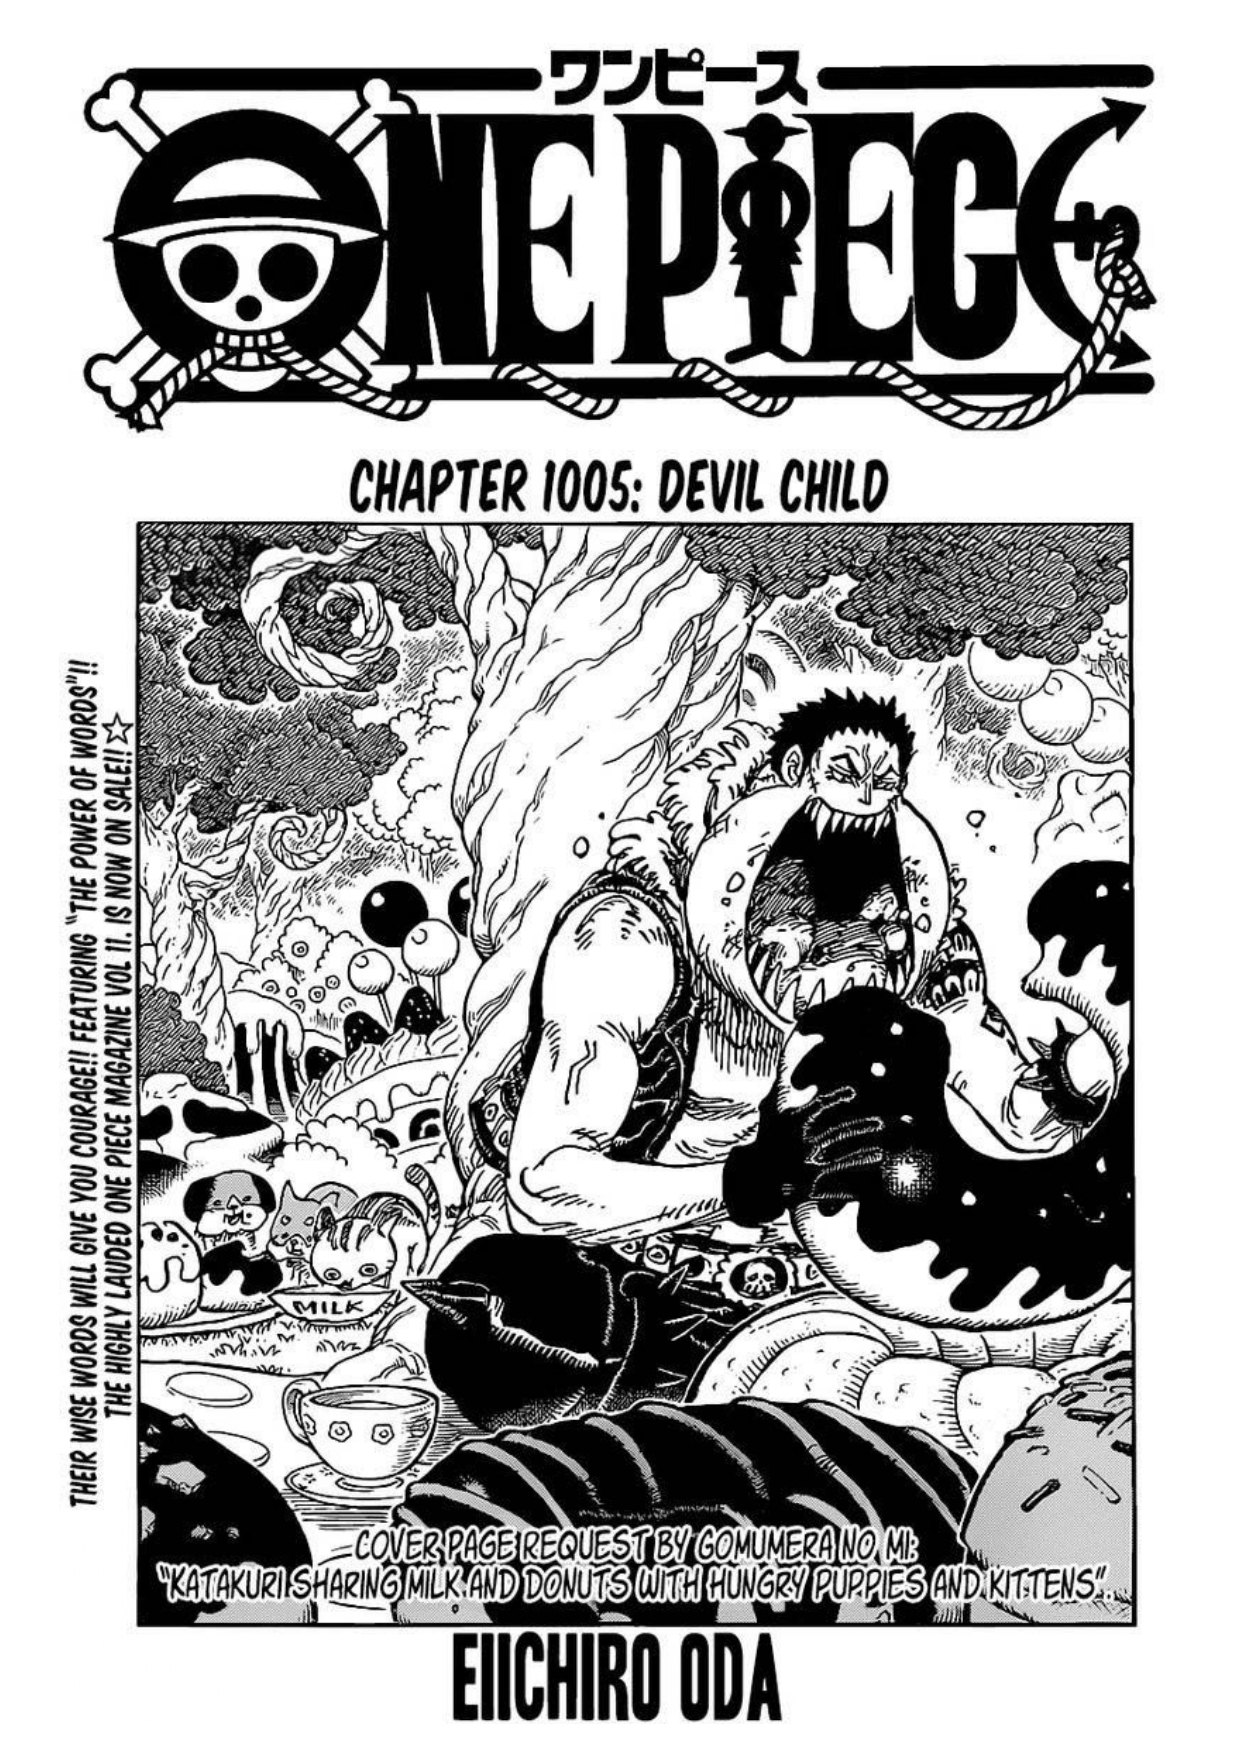 ワンピース
ONE PIECE
CHAPTER 1005: DEVIL CHILD
THEIR WISE WORDS WILL GIVE YOU COURAGE!! FEATURING "THE POWER OF WORDS"!!
THE HIGHLY LAUDED ONE PIECE MAGAZINE VOL 11. IS NOW ON SALE!!☆
MILK
COVER PAGE REQUEST BY GOMUMERA NO MI:
"KATAKURI SHARING MILK AND DONUTS WITH HUNGRY PUPPIES AND KITTENS".
EIICHIRO ODA